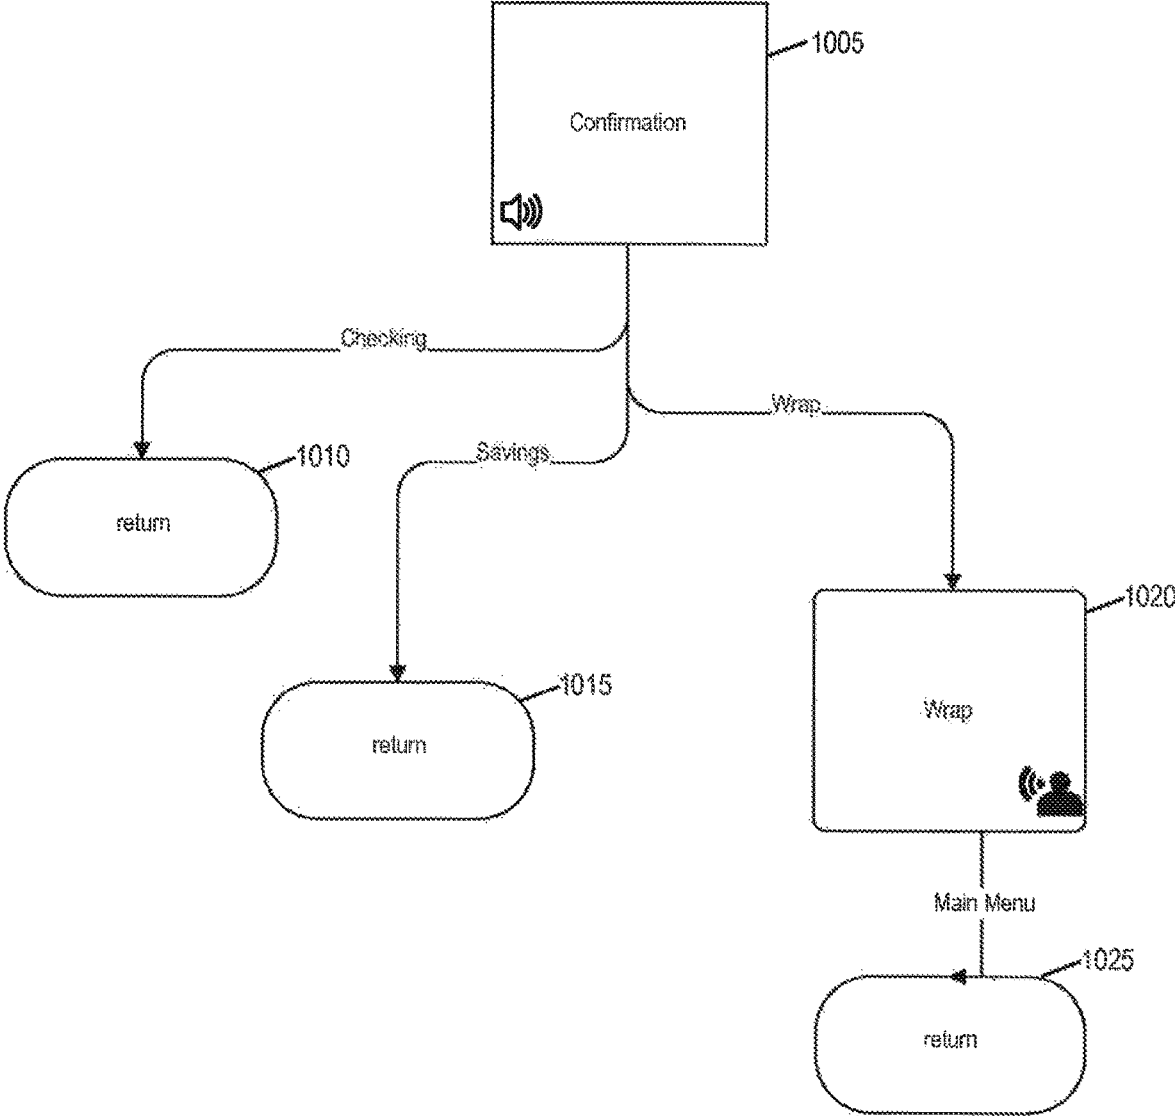 1005
Confirmation
Checking
Wrap
Savings
1010
return
1020
1015
Wrap
return
Main Menu
1025
return